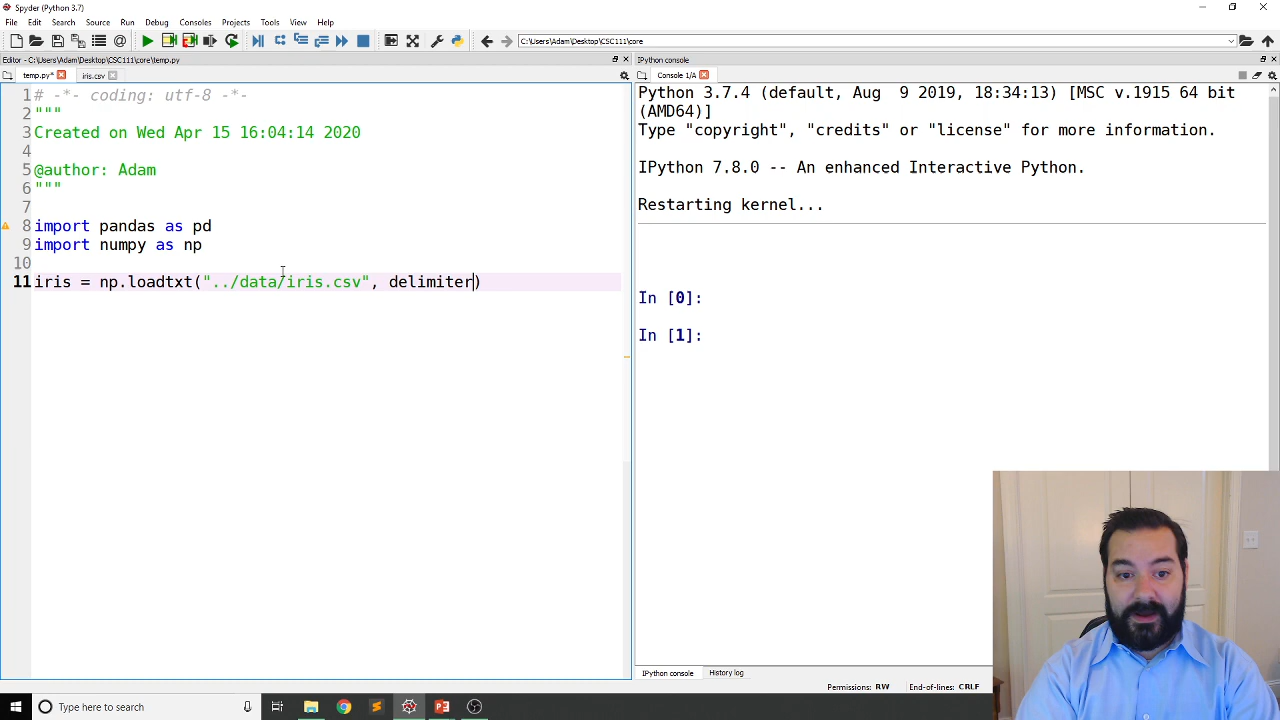 Spyder (Python 3.7)
File Edit Search Source Run Debug Consoles Projects Tools View Help
C:\Users\Adam\Desktop\CSC111\core
Editor - C:\Users\Adam\Desktop\CSC111\core\temp.py
IPython console
temp.py* iris.csv
Console 1/A
1 # -*- coding: utf-8 -*-
2 """
3 Created on Wed Apr 15 16:04:14 2020
4
5 @author: Adam
6 """
7
8 import pandas as pd
9 import numpy as np
10
11 iris = np.loadtxt("../data/iris.csv", delimiter)
Python 3.7.4 (default, Aug  9 2019, 18:34:13) [MSC v.1915 64 bit
(AMD64)]
Type "copyright", "credits" or "license" for more information.
IPython 7.8.0 -- An enhanced Interactive Python.
Restarting kernel...
In [0]:
In [1]:
IPython console History log
Permissions: RW End-of-lines: CRLF
Type here to search